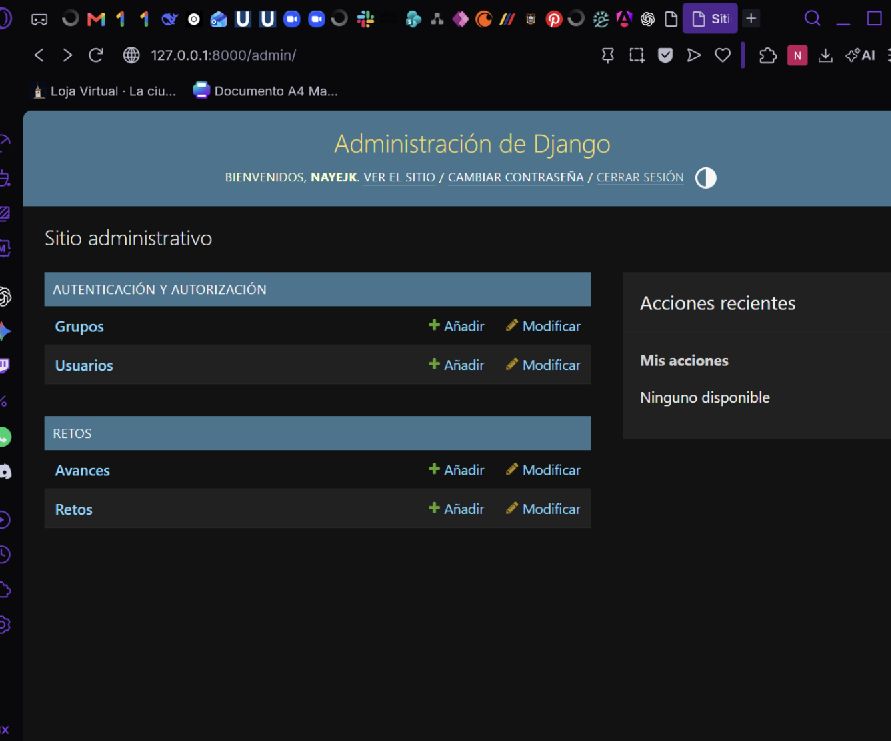 Siti
127.0.0.1:8000/admin/
N
AI
Loja Virtual · La ciu...
Documento A4 Ma...
Administración de Django
BIENVENIDOS, NAYEJK. VER EL SITIO / CAMBIAR CONTRASEÑA / CERRAR SESIÓN
Sitio administrativo
AUTENTICACIÓN Y AUTORIZACIÓN
Grupos Añadir Modificar
Usuarios Añadir Modificar
RETOS
Avances Añadir Modificar
Retos Añadir Modificar
Acciones recientes
Mis acciones
Ninguno disponible